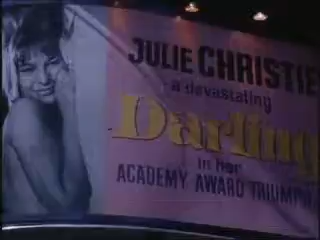 JULIE CHRISTIE
a devastating
Darling
in her
ACADEMY AWARD TRIUMPH